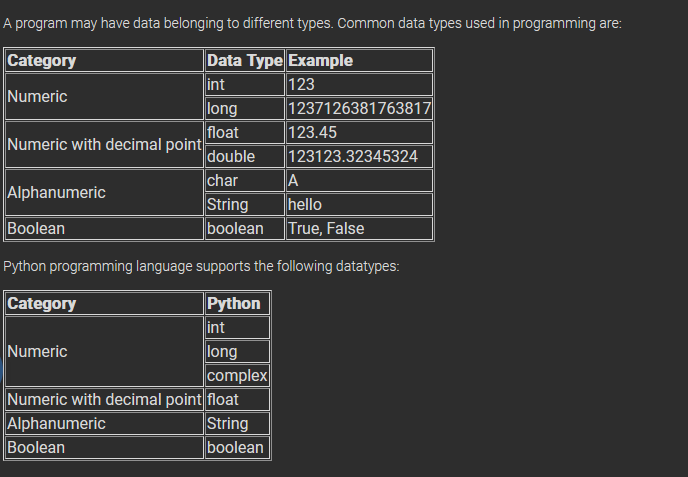 A program may have data belonging to different types. Common data types used in programming are:
Category Data Type Example
Numeric int 123
long 1237126381763817
Numeric with decimal point float 123.45
double 123123.32345324
Alphanumeric char A
String hello
Boolean boolean True, False
Python programming language supports the following datatypes:
Category Python
Numeric int
long
complex
Numeric with decimal point float
Alphanumeric String
Boolean boolean